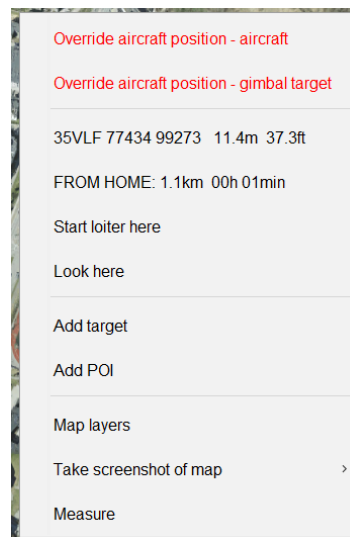 Override aircraft position - aircraft
Override aircraft position - gimbal target
35VLF 77434 99273 11.4m 37.3ft
FROM HOME: 1.1km 00h 01min
Start loiter here
Look here
Add target
Add POI
Map layers
Take screenshot of map >
Measure